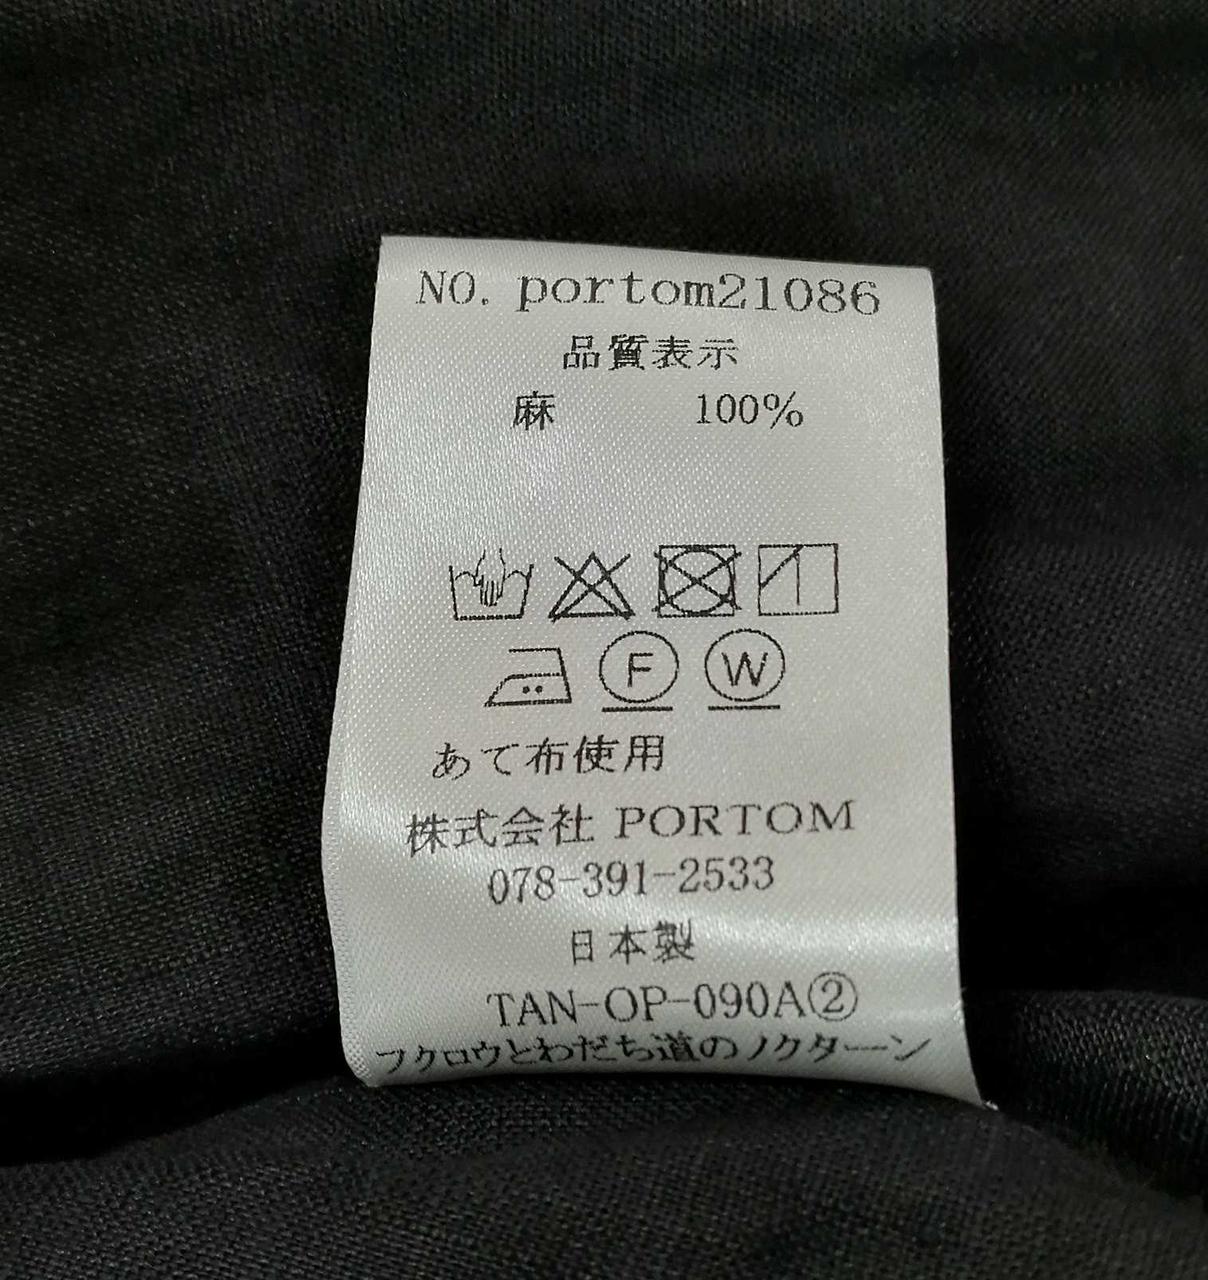 NO. portom21086
品質表示
麻 100%
F W
あて布使用
株式会社 PORTOM
078-391-2533
日本製
TAN-OP-090A②
フクロウとわだち道のノクターン